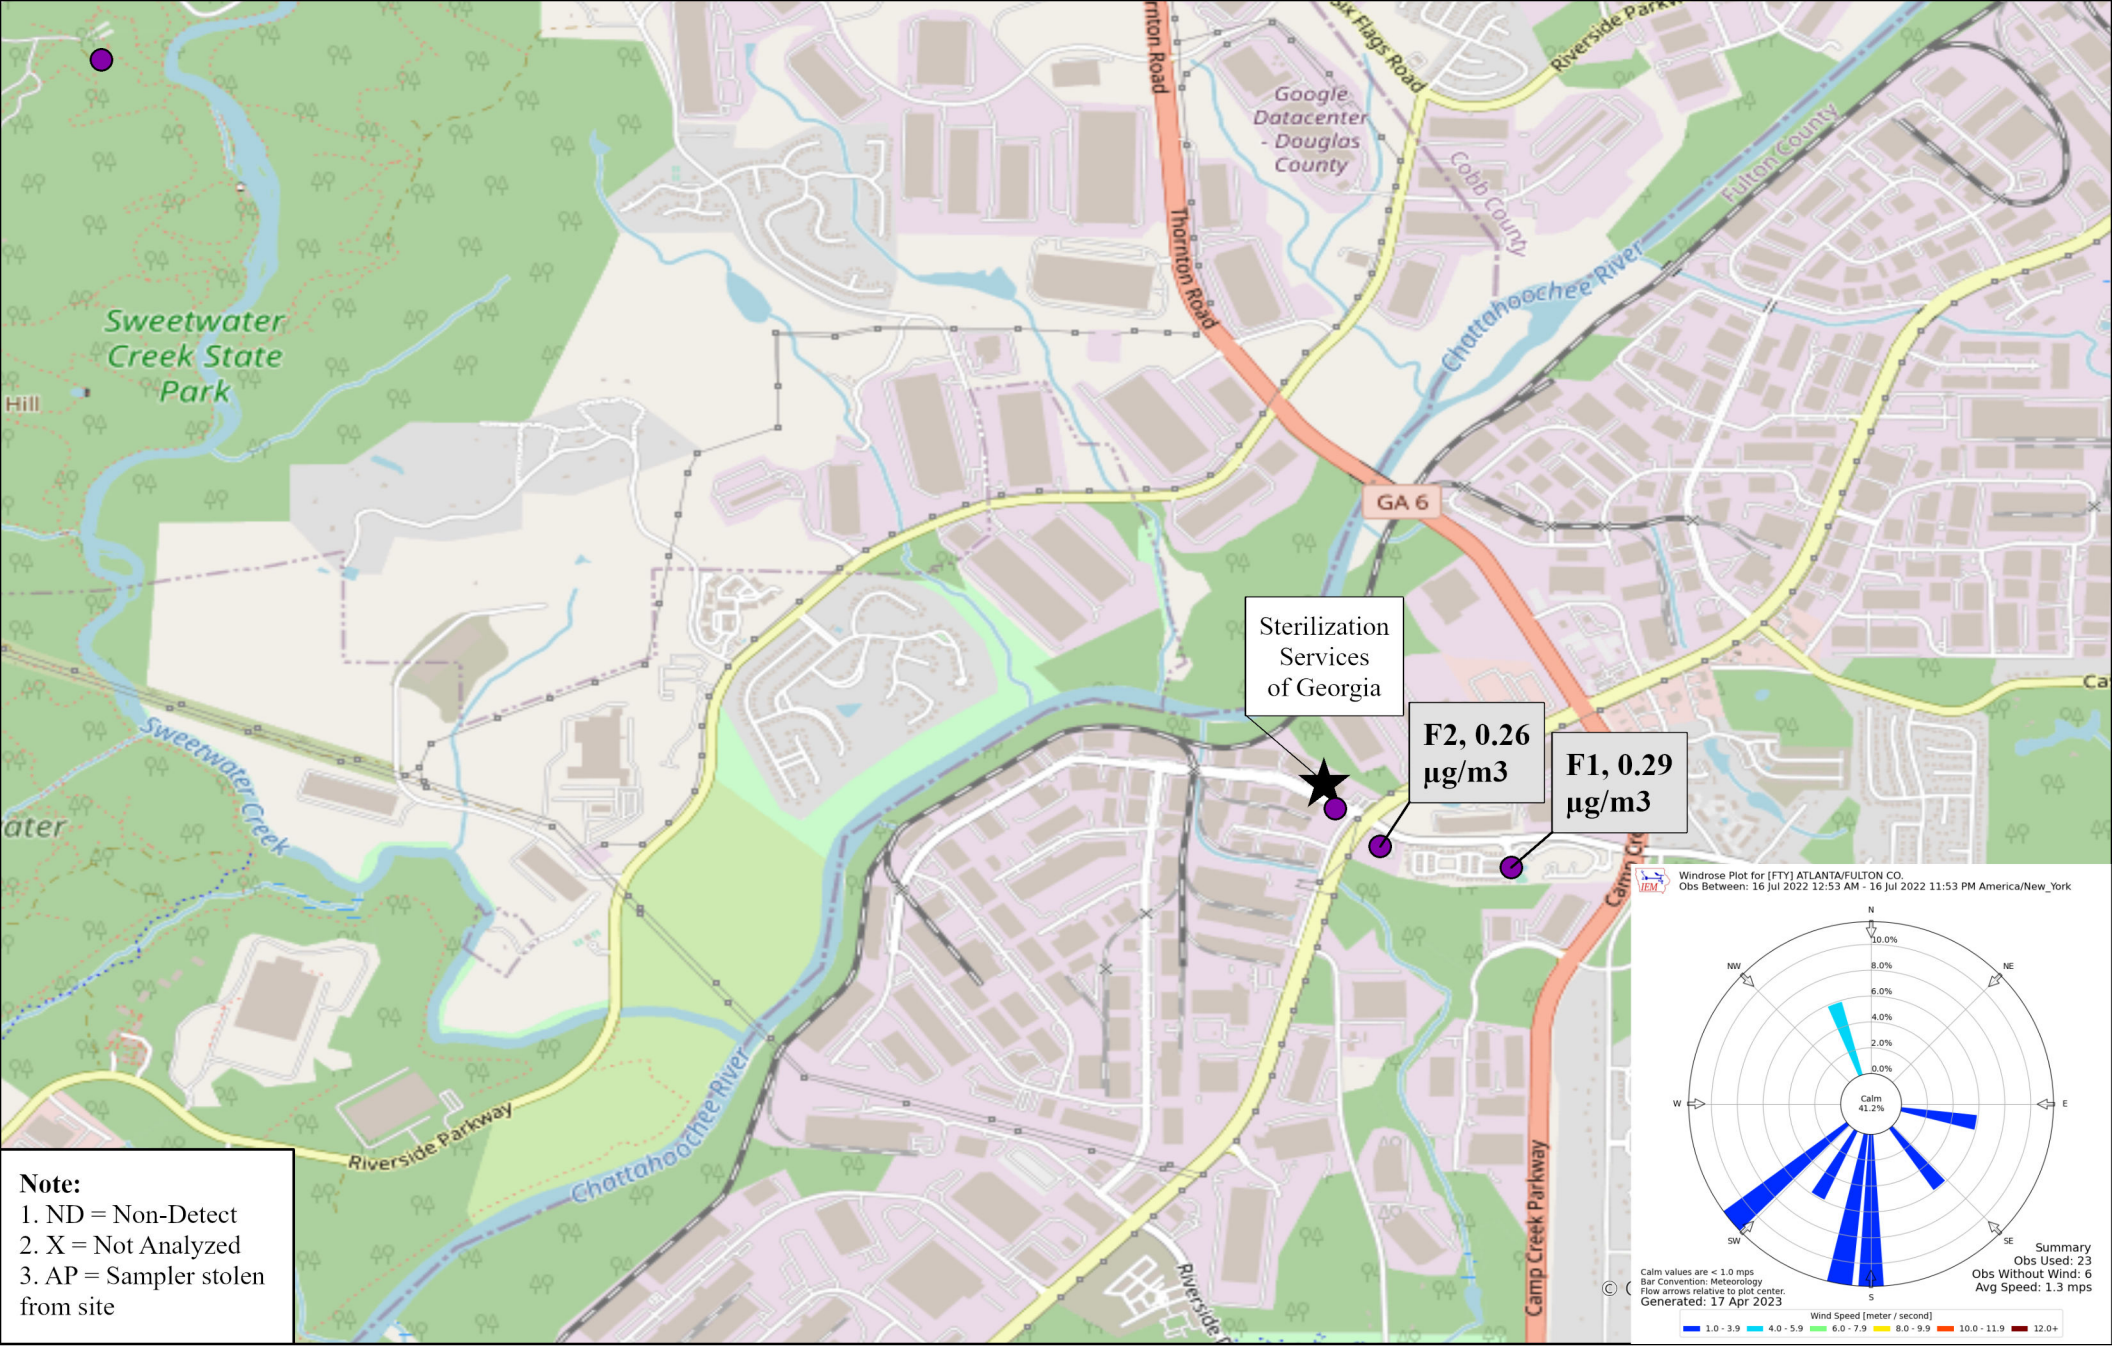 Thornton Road
Six Flags Road
Riverside Parkway
Google
Datacenter
- Douglas
County
Cobb County
Fulton County
Thornton Road
Chattahoochee River
Sweetwater
Creek State
Park
Hill
GA 6
Sterilization
Services
of Georgia
F2, 0.26
µg/m3
F1, 0.29
µg/m3
Sweetwater Creek
ater
Ca
Camp Cr
Riverside Parkway
Chattahoochee River
Camp Creek Parkway
Riverside
Note:
1. ND = Non-Detect
2. X = Not Analyzed
3. AP = Sampler stolen
from site
©
IEM
Windrose Plot for [FTY] ATLANTA/FULTON CO.
Obs Between: 16 Jul 2022 12:53 AM - 16 Jul 2022 11:53 PM America/New_York
N
10.0%
NW
NE
8.0%
6.0%
4.0%
2.0%
0.0%
W
Calm
41.2%
E
SW
SE
S
Summary
Obs Used: 23
Obs Without Wind: 6
Avg Speed: 1.3 mps
Calm values are < 1.0 mps
Bar Convention: Meteorology
Flow arrows relative to plot center.
Generated: 17 Apr 2023
Wind Speed [meter / second]
1.0 - 3.9 4.0 - 5.9 6.0 - 7.9 8.0 - 9.9 10.0 - 11.9 12.0+